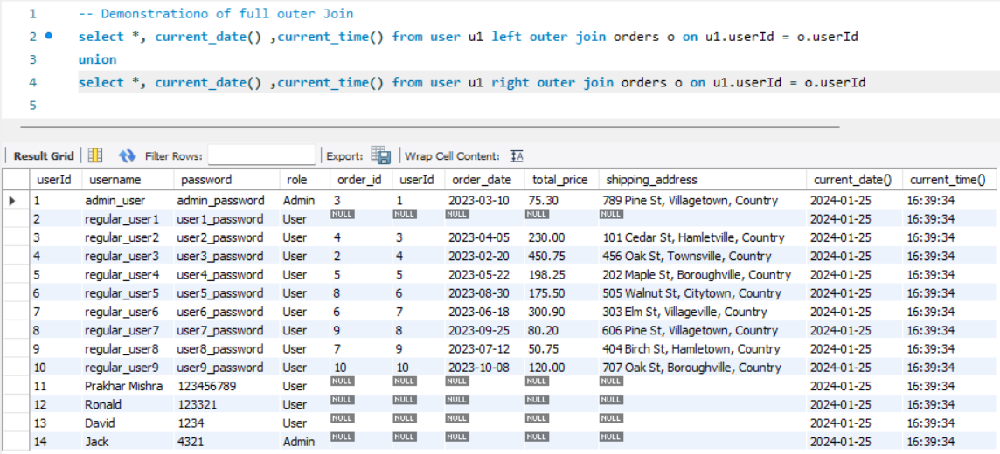 1 -- Demonstrationo of full outer Join
2 select *, current_date() ,current_time() from user u1 left outer join orders o on u1.userId = o.userId
3 union
4 select *, current_date() ,current_time() from user u1 right outer join orders o on u1.userId = o.userId
5
Result Grid Filter Rows: Export: Wrap Cell Content: IA
userId username password role order_id userId order_date total_price shipping_address current_date() current_time()
1 admin_user admin_password Admin 3 1 2023-03-10 75.30 789 Pine St, Villagetown, Country 2024-01-25 16:39:34
2 regular_user1 user1_password User NULL NULL NULL NULL NULL 2024-01-25 16:39:34
3 regular_user2 user2_password User 4 3 2023-04-05 230.00 101 Cedar St, Hamletville, Country 2024-01-25 16:39:34
4 regular_user3 user3_password User 2 4 2023-02-20 450.75 456 Oak St, Townsville, Country 2024-01-25 16:39:34
5 regular_user4 user4_password User 5 5 2023-05-22 198.25 202 Maple St, Boroughville, Country 2024-01-25 16:39:34
6 regular_user5 user5_password User 8 6 2023-08-30 175.50 505 Walnut St, Citytown, Country 2024-01-25 16:39:34
7 regular_user6 user6_password User 6 7 2023-06-18 300.90 303 Elm St, Villageville, Country 2024-01-25 16:39:34
8 regular_user7 user7_password User 9 8 2023-09-25 80.20 606 Pine St, Villagetown, Country 2024-01-25 16:39:34
9 regular_user8 user8_password User 7 9 2023-07-12 50.75 404 Birch St, Hamletown, Country 2024-01-25 16:39:34
10 regular_user9 user9_password User 10 10 2023-10-08 120.00 707 Oak St, Boroughville, Country 2024-01-25 16:39:34
11 Prakhar Mishra 123456789 User NULL NULL NULL NULL NULL 2024-01-25 16:39:34
12 Ronald 123321 User NULL NULL NULL NULL NULL 2024-01-25 16:39:34
13 David 1234 User NULL NULL NULL NULL NULL 2024-01-25 16:39:34
14 Jack 4321 Admin NULL NULL NULL NULL NULL 2024-01-25 16:39:34